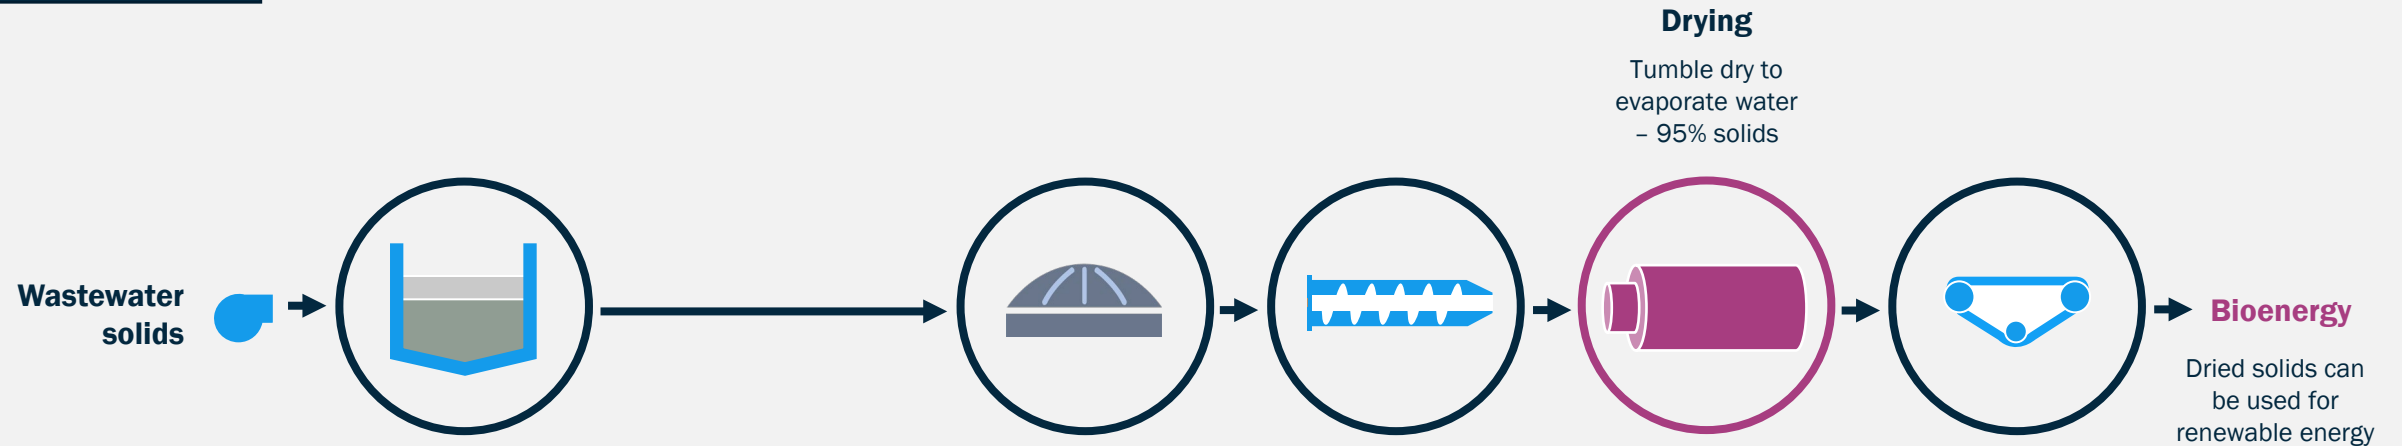 Drying
Tumble dry to
evaporate water
– 95% solids
Wastewater
solids
Bioenergy
Dried solids can
be used for
renewable energy